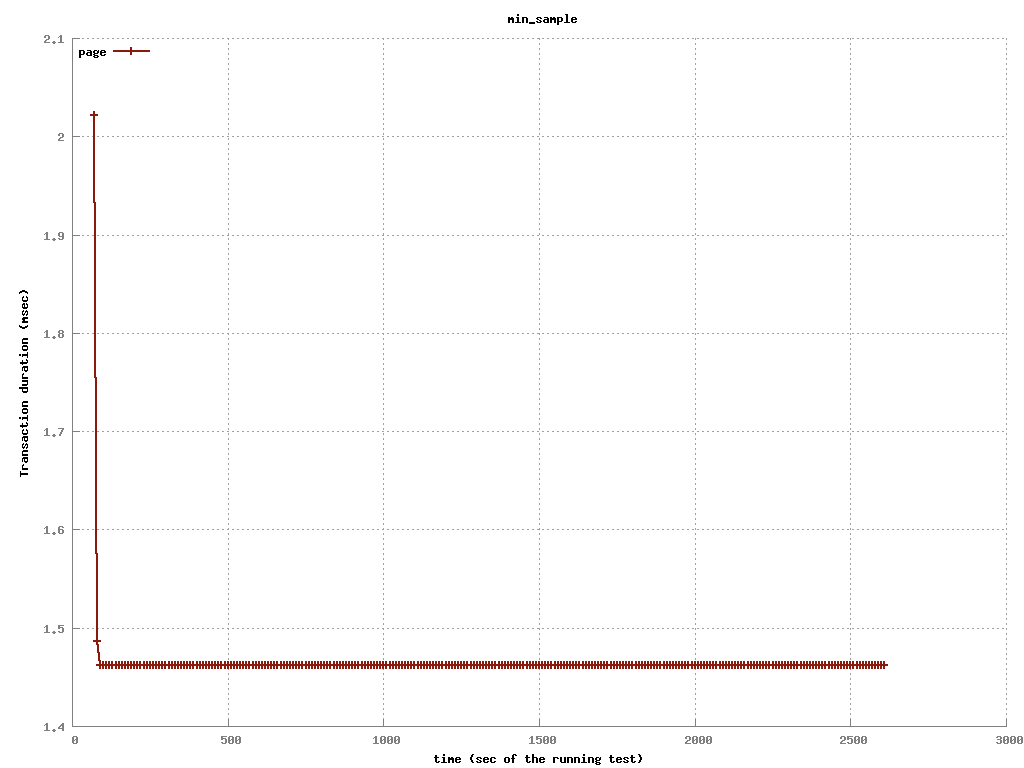 min_sample
2.1
page
2
1.9
1.8
1.7
1.6
1.5
1.4
Transaction duration (msec)
0 500 1000 1500 2000 2500 3000
time (sec of the running test)